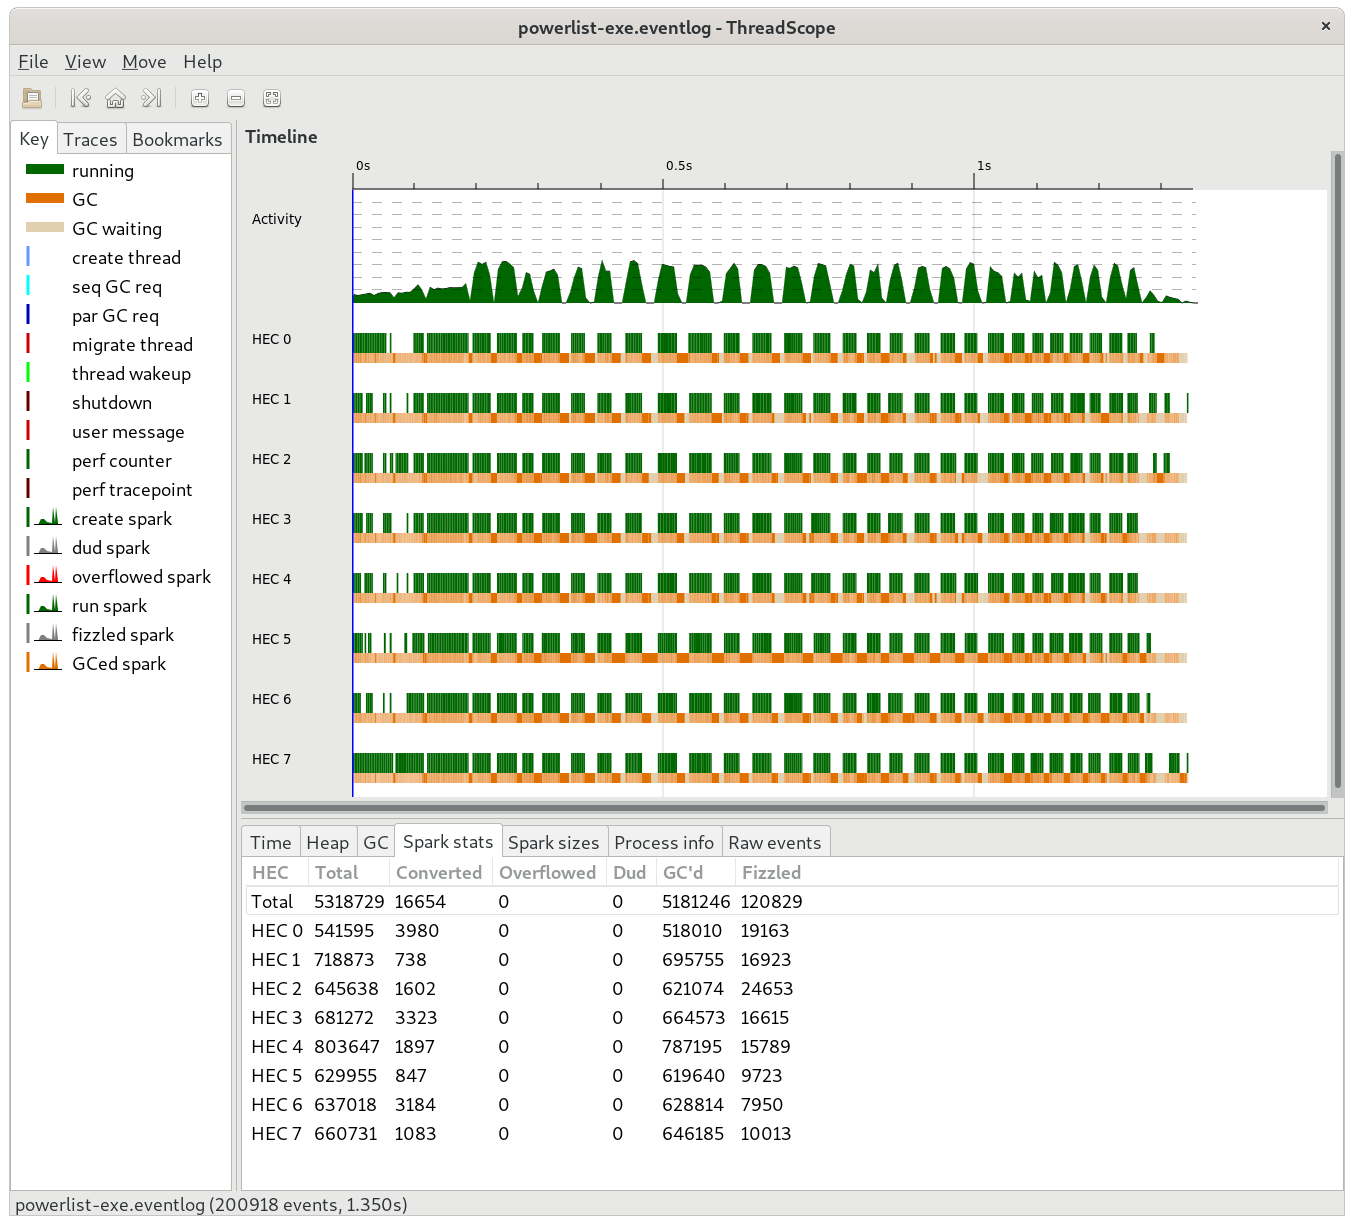 powerlist-exe.eventlog - ThreadScope ×
File View Move Help
Key Traces Bookmarks
running
GC
GC waiting
create thread
seq GC req
par GC req
migrate thread
thread wakeup
shutdown
user message
perf counter
perf tracepoint
create spark
dud spark
overflowed spark
run spark
fizzled spark
GCed spark
Timeline
0s 0.5s 1s
Activity
HEC 0
HEC 1
HEC 2
HEC 3
HEC 4
HEC 5
HEC 6
HEC 7
Time Heap GC Spark stats Spark sizes Process info Raw events
HEC Total Converted Overflowed Dud GC'd Fizzled
Total 5318729 16654 0 0 5181246 120829
HEC 0 541595 3980 0 0 518010 19163
HEC 1 718873 738 0 0 695755 16923
HEC 2 645638 1602 0 0 621074 24653
HEC 3 681272 3323 0 0 664573 16615
HEC 4 803647 1897 0 0 787195 15789
HEC 5 629955 847 0 0 619640 9723
HEC 6 637018 3184 0 0 628814 7950
HEC 7 660731 1083 0 0 646185 10013
powerlist-exe.eventlog (200918 events, 1.350s)